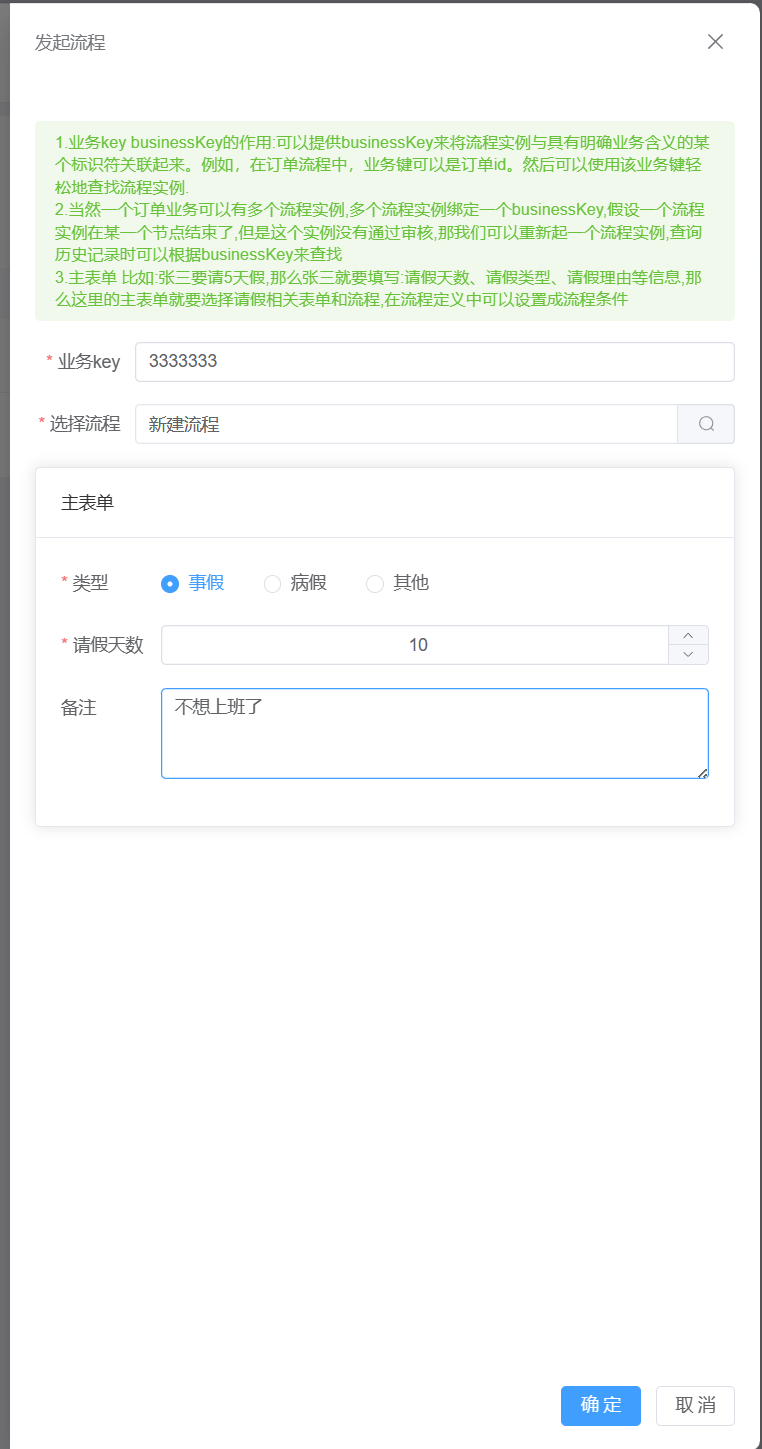 发起流程
1.业务key businessKey的作用:可以提供businessKey来将流程实例与具有明确业务含义的某
个标识符关联起来。例如，在订单流程中，业务键可以是订单id。然后可以使用该业务键轻
松地查找流程实例.
2.当然一个订单业务可以有多个流程实例,多个流程实例绑定一个businessKey,假设一个流程
实例在某一个节点结束了,但是这个实例没有通过审核,那我们可以重新起一个流程实例,查询
历史记录时可以根据businessKey来查找
3.主表单 比如:张三要请5天假,那么张三就要填写:请假天数、请假类型、请假理由等信息,那
么这里的主表单就要选择请假相关表单和流程,在流程定义中可以设置成流程条件
* 业务key 3333333
* 选择流程 新建流程
主表单
* 类型 事假 病假 其他
* 请假天数 10
备注 不想上班了
确定 取消